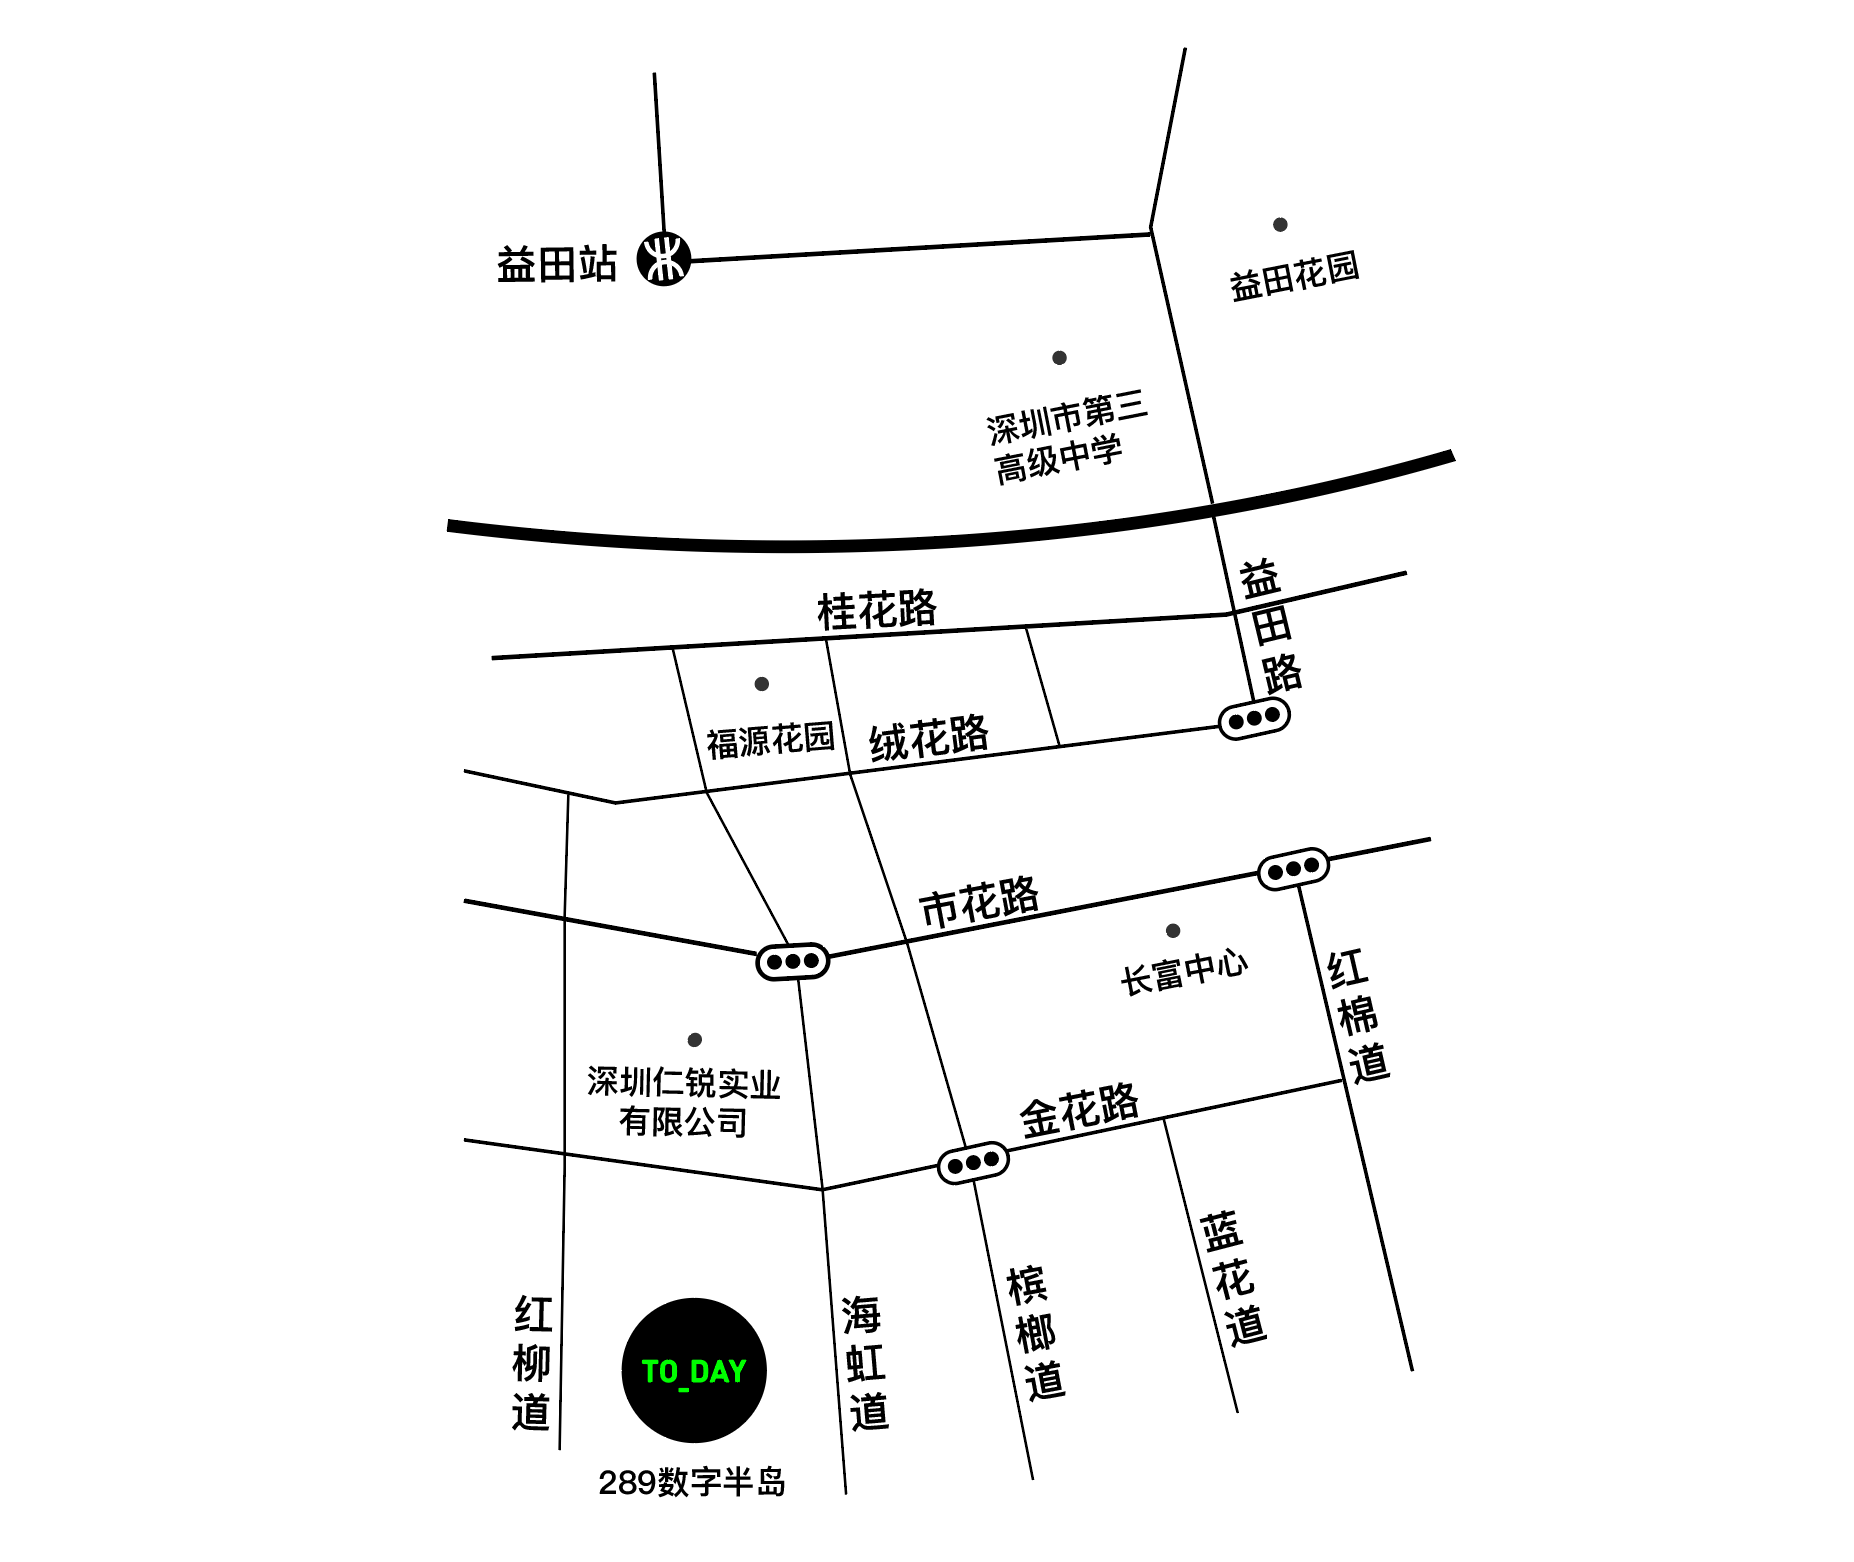 益田站
益田花园
深圳市第三
高级中学
益田路
桂花路
福源花园
绒花路
市花路
长富中心
红棉道
深圳仁锐实业
有限公司
金花路
蓝花道
槟榔道
海虹道
红柳道
TO_DAY
289数字半岛